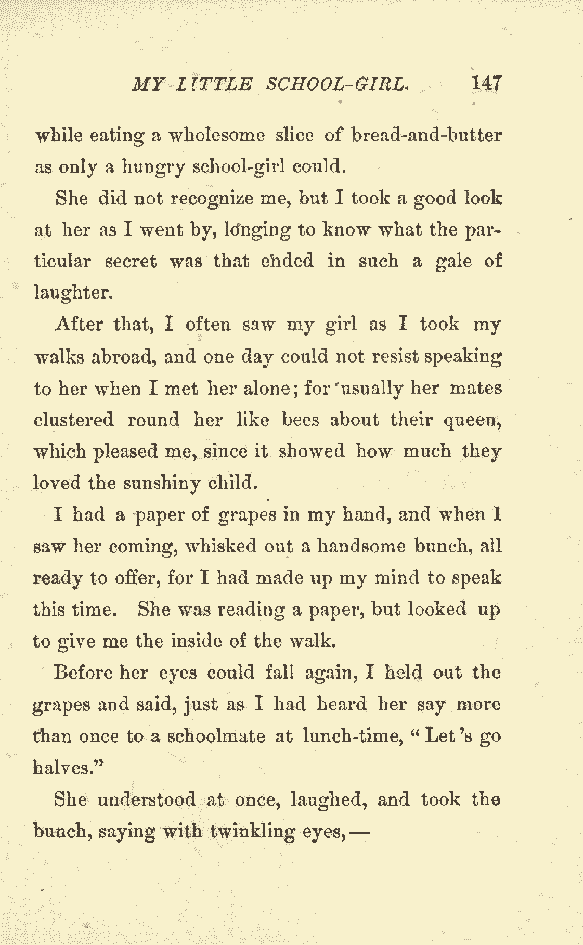 MY LITTLE SCHOOL-GIRL. 147
while eating a wholesome slice of bread-and-butter
as only a hungry school-girl could.
She did not recognize me, but I took a good look
at her as I went by, longing to know what the par-
ticular secret was that ended in such a gale of
laughter.
After that, I often saw my girl as I took my
walks abroad, and one day could not resist speaking
to her when I met her alone; for usually her mates
clustered round her like bees about their queen,
which pleased me, since it showed how much they
loved the sunshiny child.
I had a paper of grapes in my hand, and when I
saw her coming, whisked out a handsome bunch, all
ready to offer, for I had made up my mind to speak
this time. She was reading a paper, but looked up
to give me the inside of the walk.
Before her eyes could fall again, I held out the
grapes and said, just as I had heard her say more
than once to a schoolmate at lunch-time, “Let's go
halves.”
She understood at once, laughed, and took the
bunch, saying with twinkling eyes,—